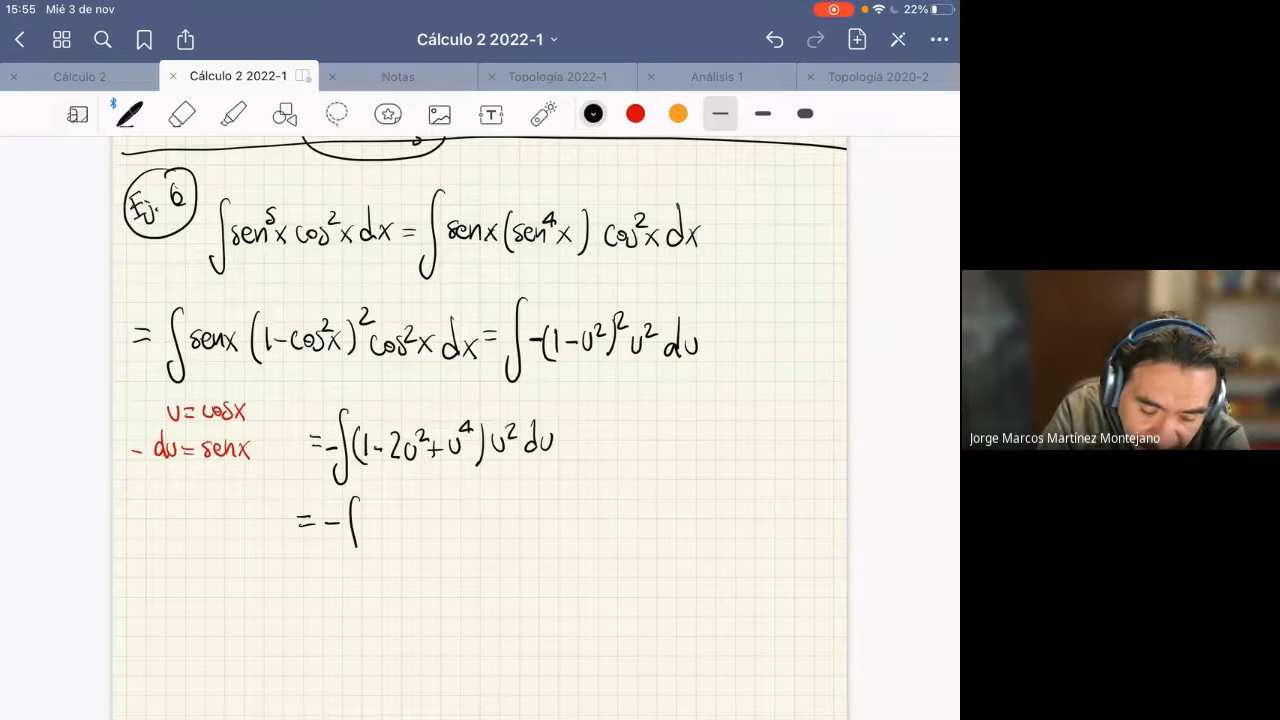 15:55 Mié 3 de nov 22%
Cálculo 2 2022-1
Cálculo 2 Cálculo 2 2022-1 Notas Topología 2022-1 Análisis 1 Topología 2020-2
Ej. 6
∫sen⁵x cos²x dx = ∫senx(sen⁴x) cos²x dx
= ∫senx (1-cos²x)² cos²x dx = ∫-(1-u²)² u² du
u = cosx
- du = senx
= -∫(1-2u²+u⁴) u² du
= -∫
Jorge Marcos Martínez Montejano